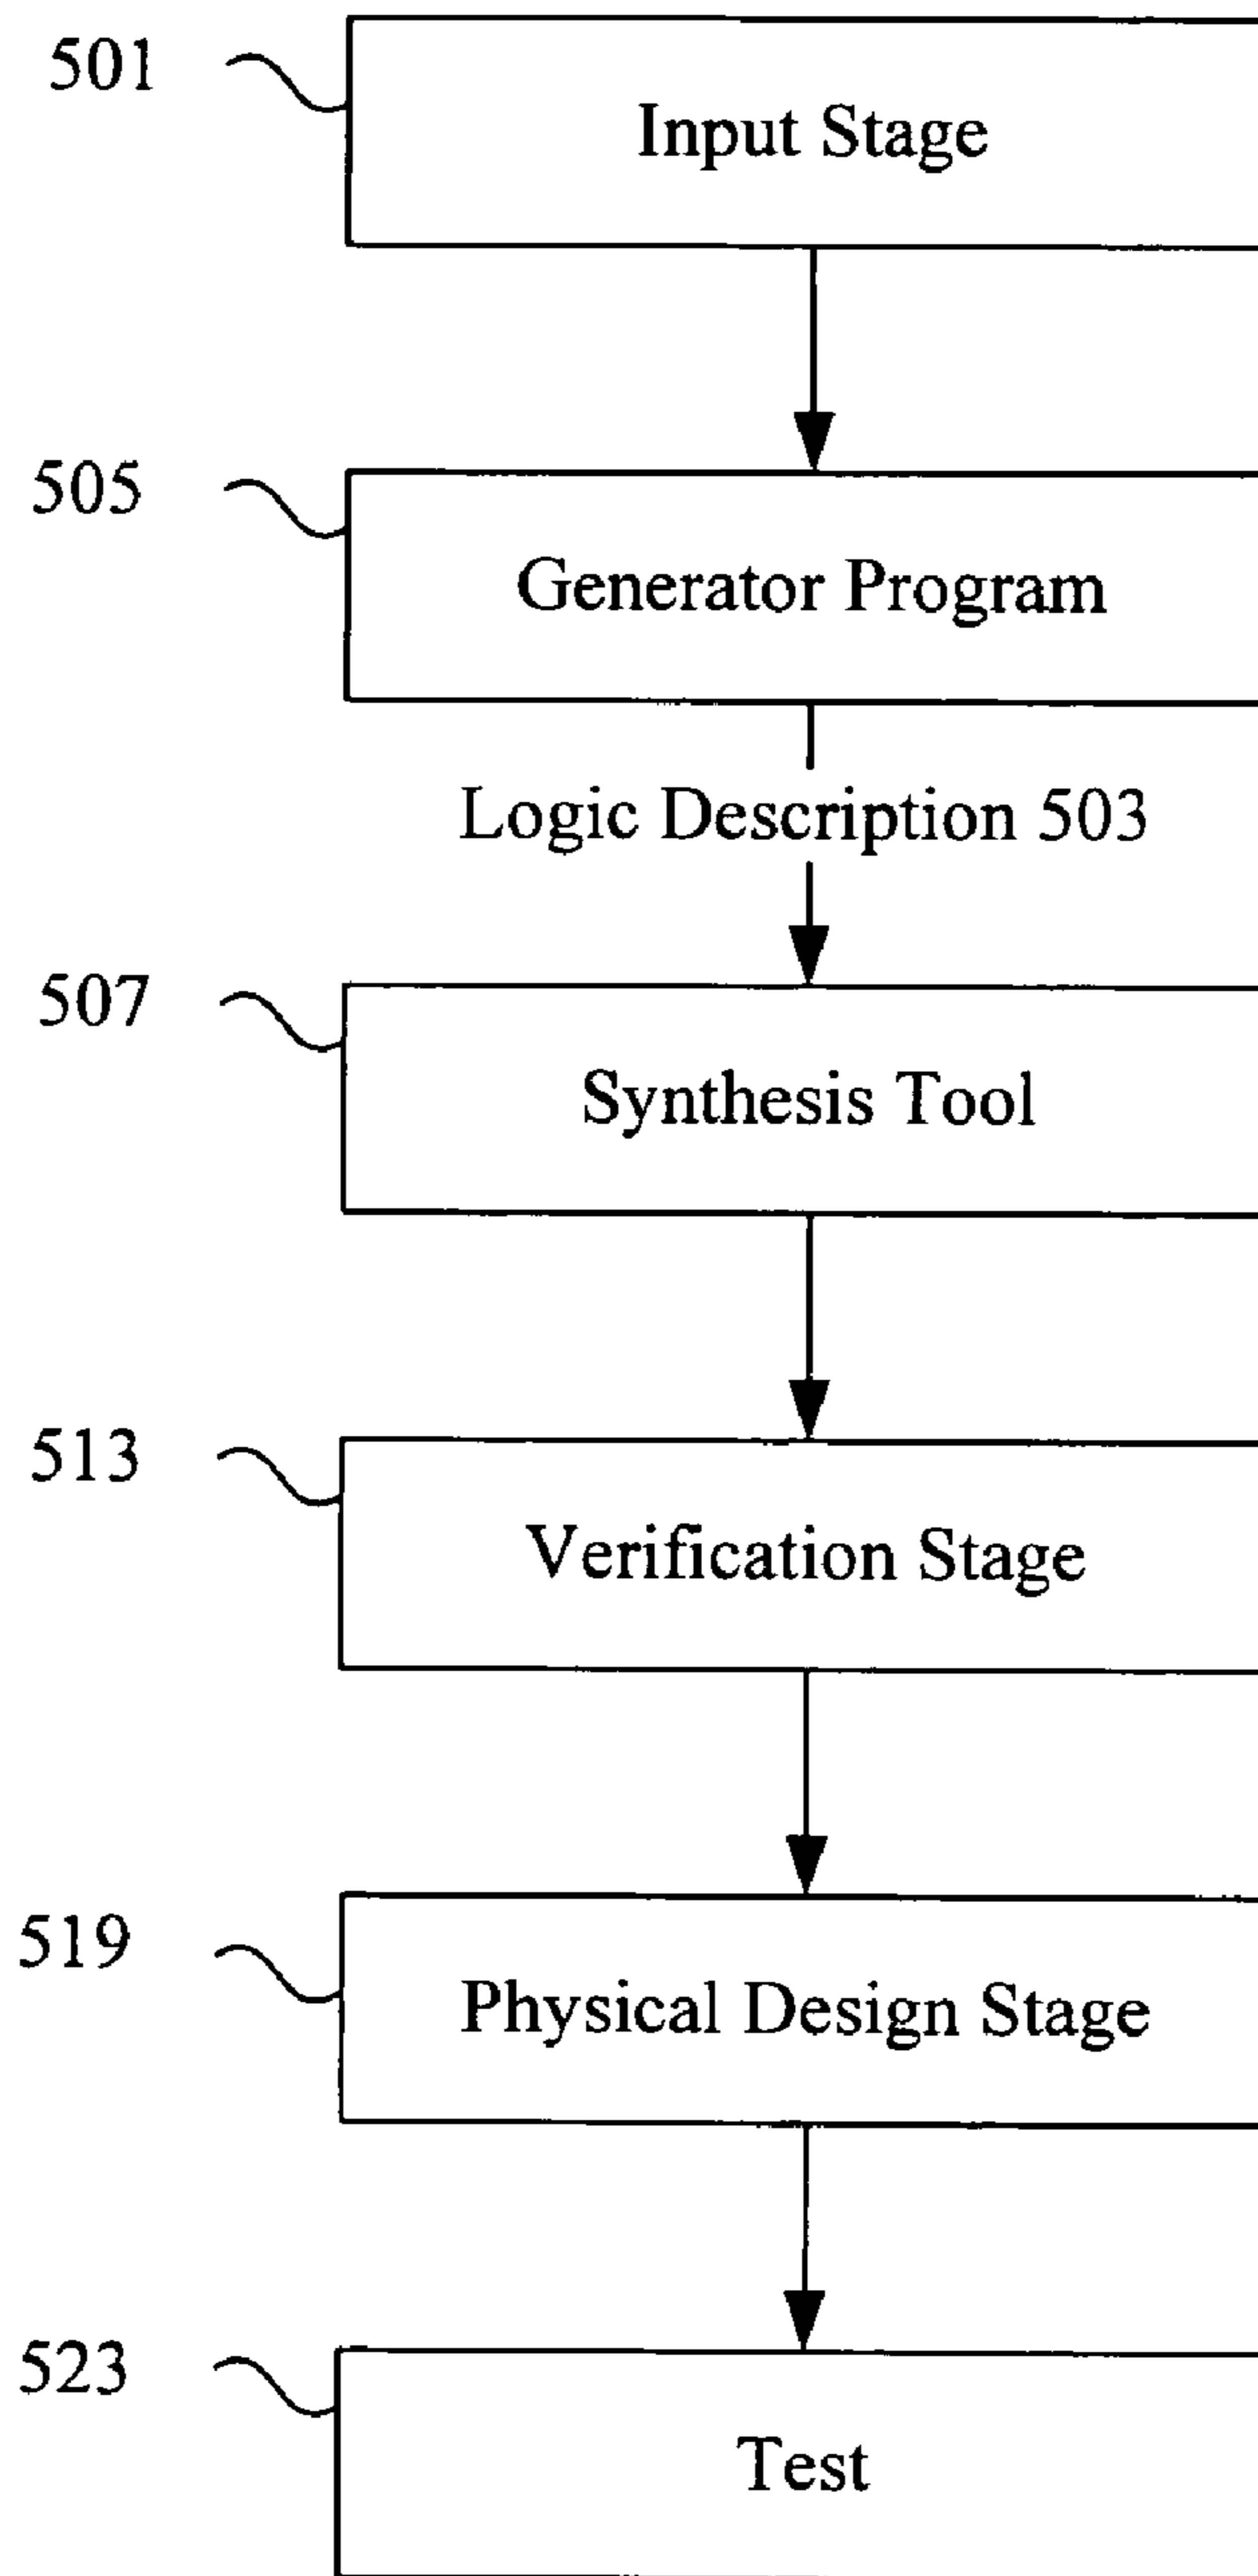 501
Input Stage
505
Generator Program
Logic Description 503
507
Synthesis Tool
513
Verification Stage
519
Physical Design Stage
523
Test